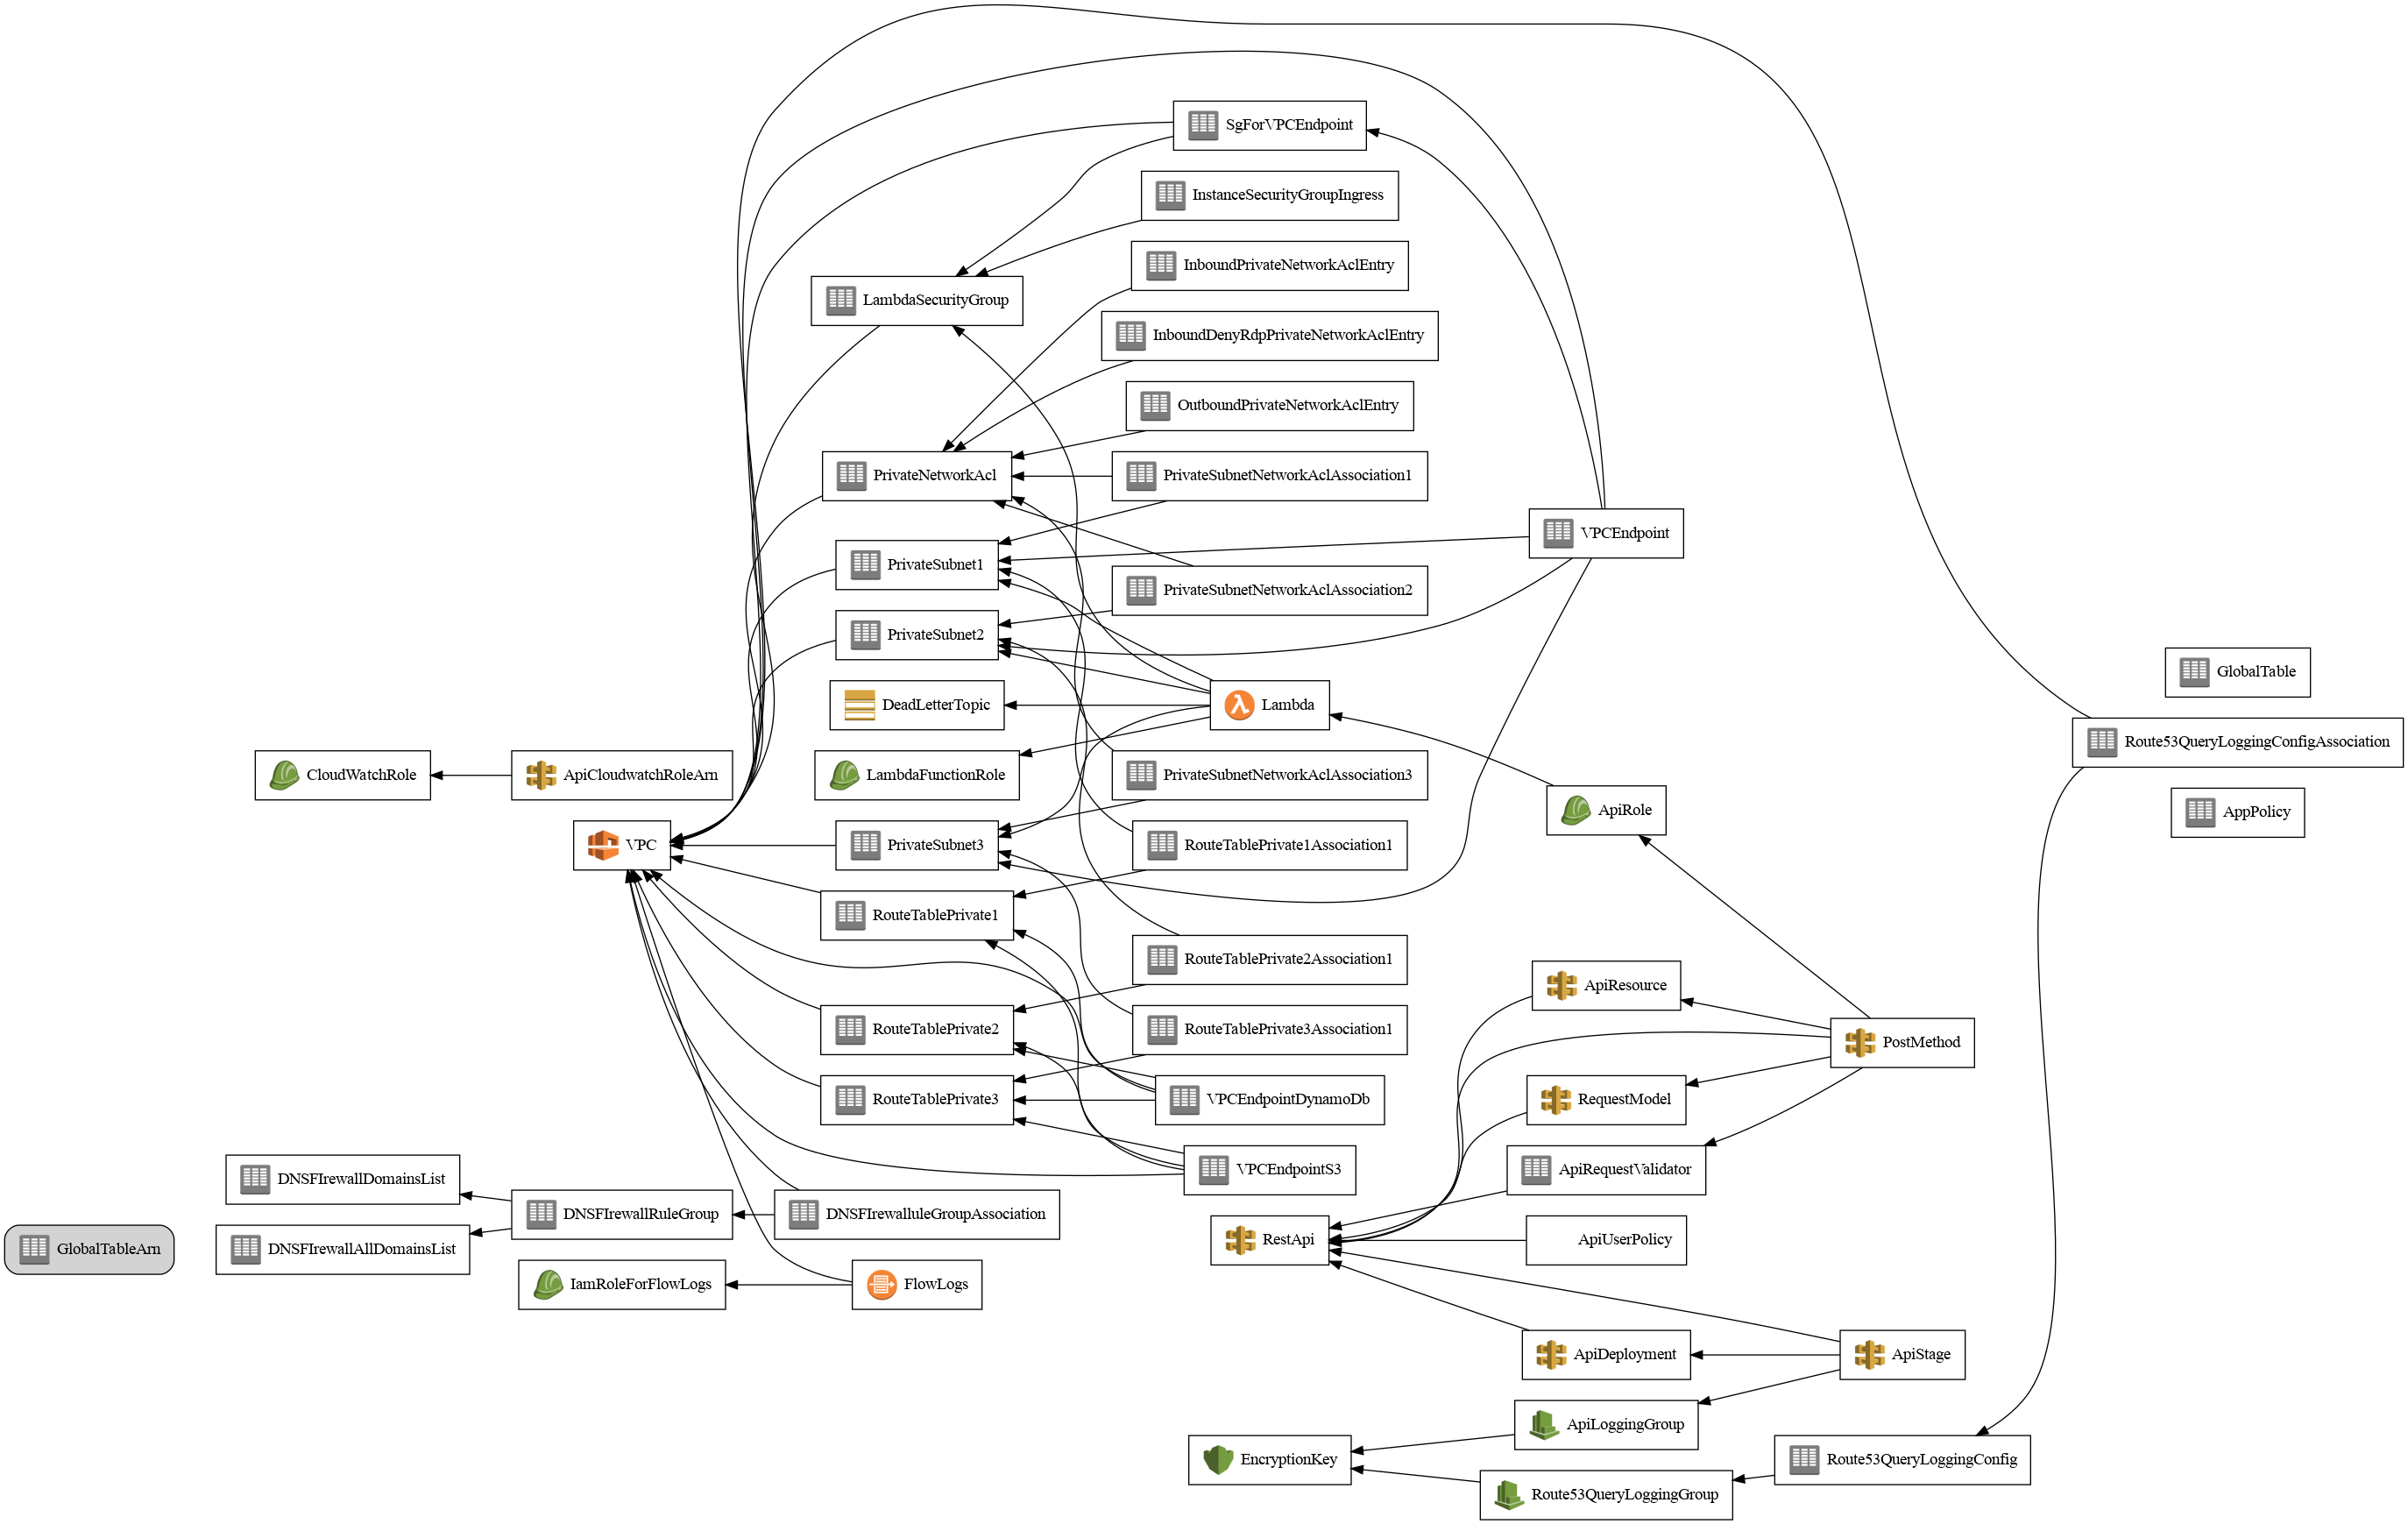 SgForVPCEndpoint
InstanceSecurityGroupIngress
InboundPrivateNetworkAclEntry
LambdaSecurityGroup
InboundDenyRdpPrivateNetworkAclEntry
OutboundPrivateNetworkAclEntry
PrivateNetworkAcl
PrivateSubnetNetworkAclAssociation1
VPCEndpoint
PrivateSubnet1
PrivateSubnetNetworkAclAssociation2
PrivateSubnet2
GlobalTable
DeadLetterTopic
Lambda
Route53QueryLoggingConfigAssociation
CloudWatchRole
ApiCloudwatchRoleArn
LambdaFunctionRole
PrivateSubnetNetworkAclAssociation3
ApiRole
AppPolicy
VPC
PrivateSubnet3
RouteTablePrivate1Association1
RouteTablePrivate1
RouteTablePrivate2Association1
ApiResource
RouteTablePrivate2
RouteTablePrivate3Association1
PostMethod
RouteTablePrivate3
VPCEndpointDynamoDb
RequestModel
DNSFIrewallDomainsList
VPCEndpointS3
ApiRequestValidator
DNSFIrewallRuleGroup
DNSFIrewalluleGroupAssociation
GlobalTableArn
DNSFIrewallAllDomainsList
RestApi
ApiUserPolicy
IamRoleForFlowLogs
FlowLogs
ApiDeployment
ApiStage
ApiLoggingGroup
EncryptionKey
Route53QueryLoggingConfig
Route53QueryLoggingGroup